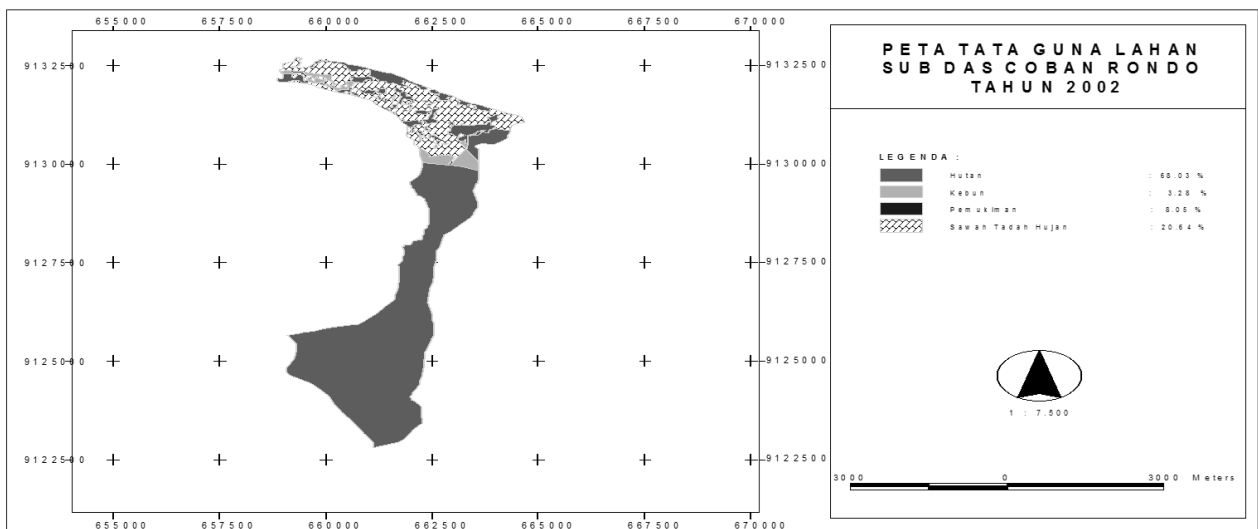 655000 657500 660000 662500 665000 667500 670000
9132500 9132500
9130000 9130000
9127500 9127500
9125000 9125000
9122500 9122500
655000 657500 660000 662500 665000 667500 670000
PETA TATA GUNA LAHAN
SUB DAS COBAN RONDO
TAHUN 2002
LEGENDA :
Hutan : 68.03 %
Kebun : 3.28 %
Pemukiman : 8.05 %
Sawah Tadah Hujan : 20.64 %
1 : 7.500
3000 0 3000 Meters